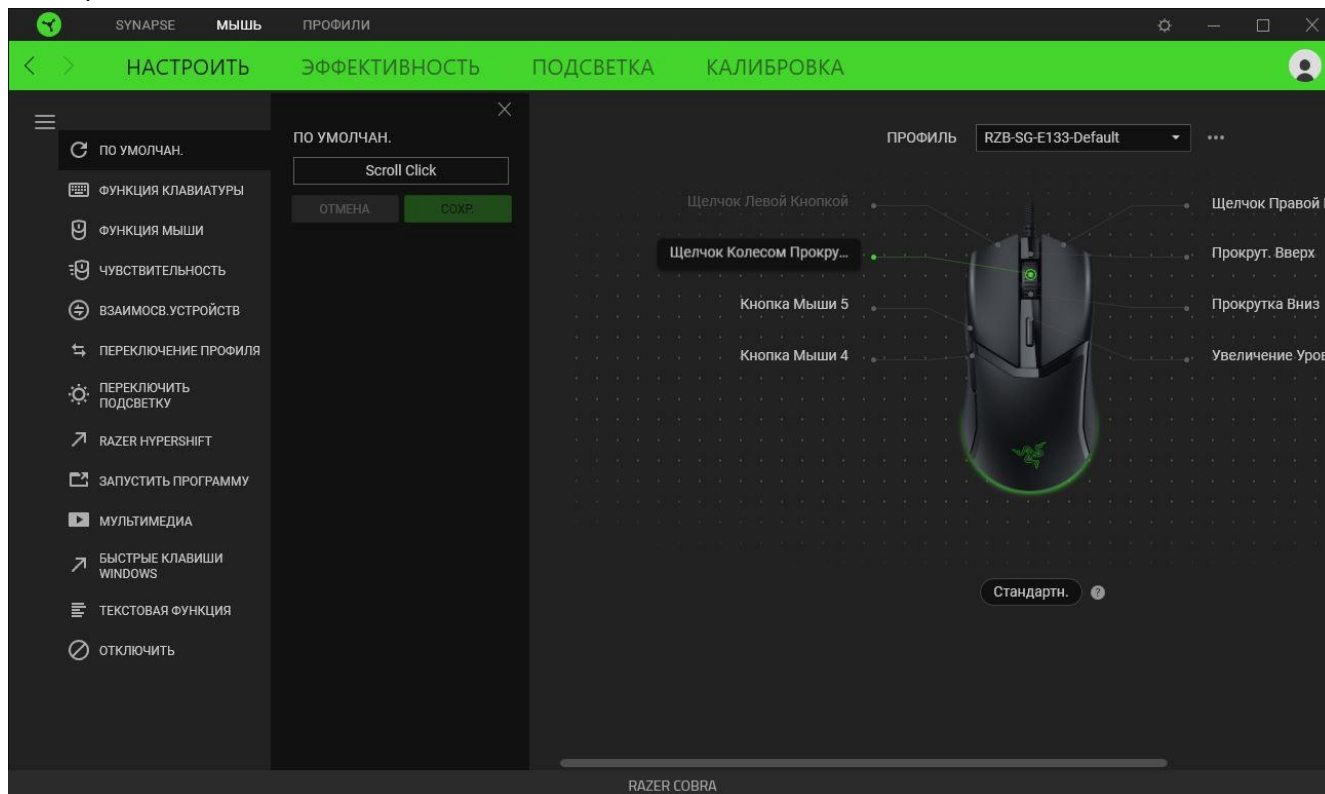 SYNAPSE МЫШЬ ПРОФИЛИ
НАСТРОИТЬ ЭФФЕКТИВНОСТЬ ПОДСВЕТКА КАЛИБРОВКА
ПО УМОЛЧАН.
ФУНКЦИЯ КЛАВИАТУРЫ
ФУНКЦИЯ МЫШИ
ЧУВСТВИТЕЛЬНОСТЬ
ВЗАИМОСВ.УСТРОЙСТВ
ПЕРЕКЛЮЧЕНИЕ ПРОФИЛЯ
ПЕРЕКЛЮЧИТЬ
ПОДСВЕТКУ
RAZER HYPERSHIFT
ЗАПУСТИТЬ ПРОГРАММУ
МУЛЬТИМЕДИА
БЫСТРЫЕ КЛАВИШИ
WINDOWS
ТЕКСТОВАЯ ФУНКЦИЯ
ОТКЛЮЧИТЬ
ПО УМОЛЧАН.
Scroll Click
ОТМЕНА СОХР.
ПРОФИЛЬ RZB-SG-E133-Default
Щелчок Левой Кнопкой
Щелчок Колесом Прокру...
Кнопка Мыши 5
Кнопка Мыши 4
Щелчок Правой
Прокрут. Вверх
Прокрутка Вниз
Увеличение Уров
Стандартн. ?
RAZER COBRA